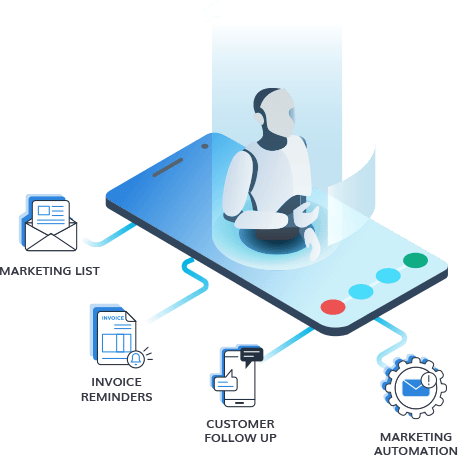 MARKETING LIST
INVOICE
INVOICE
REMINDERS
CUSTOMER
FOLLOW UP
MARKETING
AUTOMATION